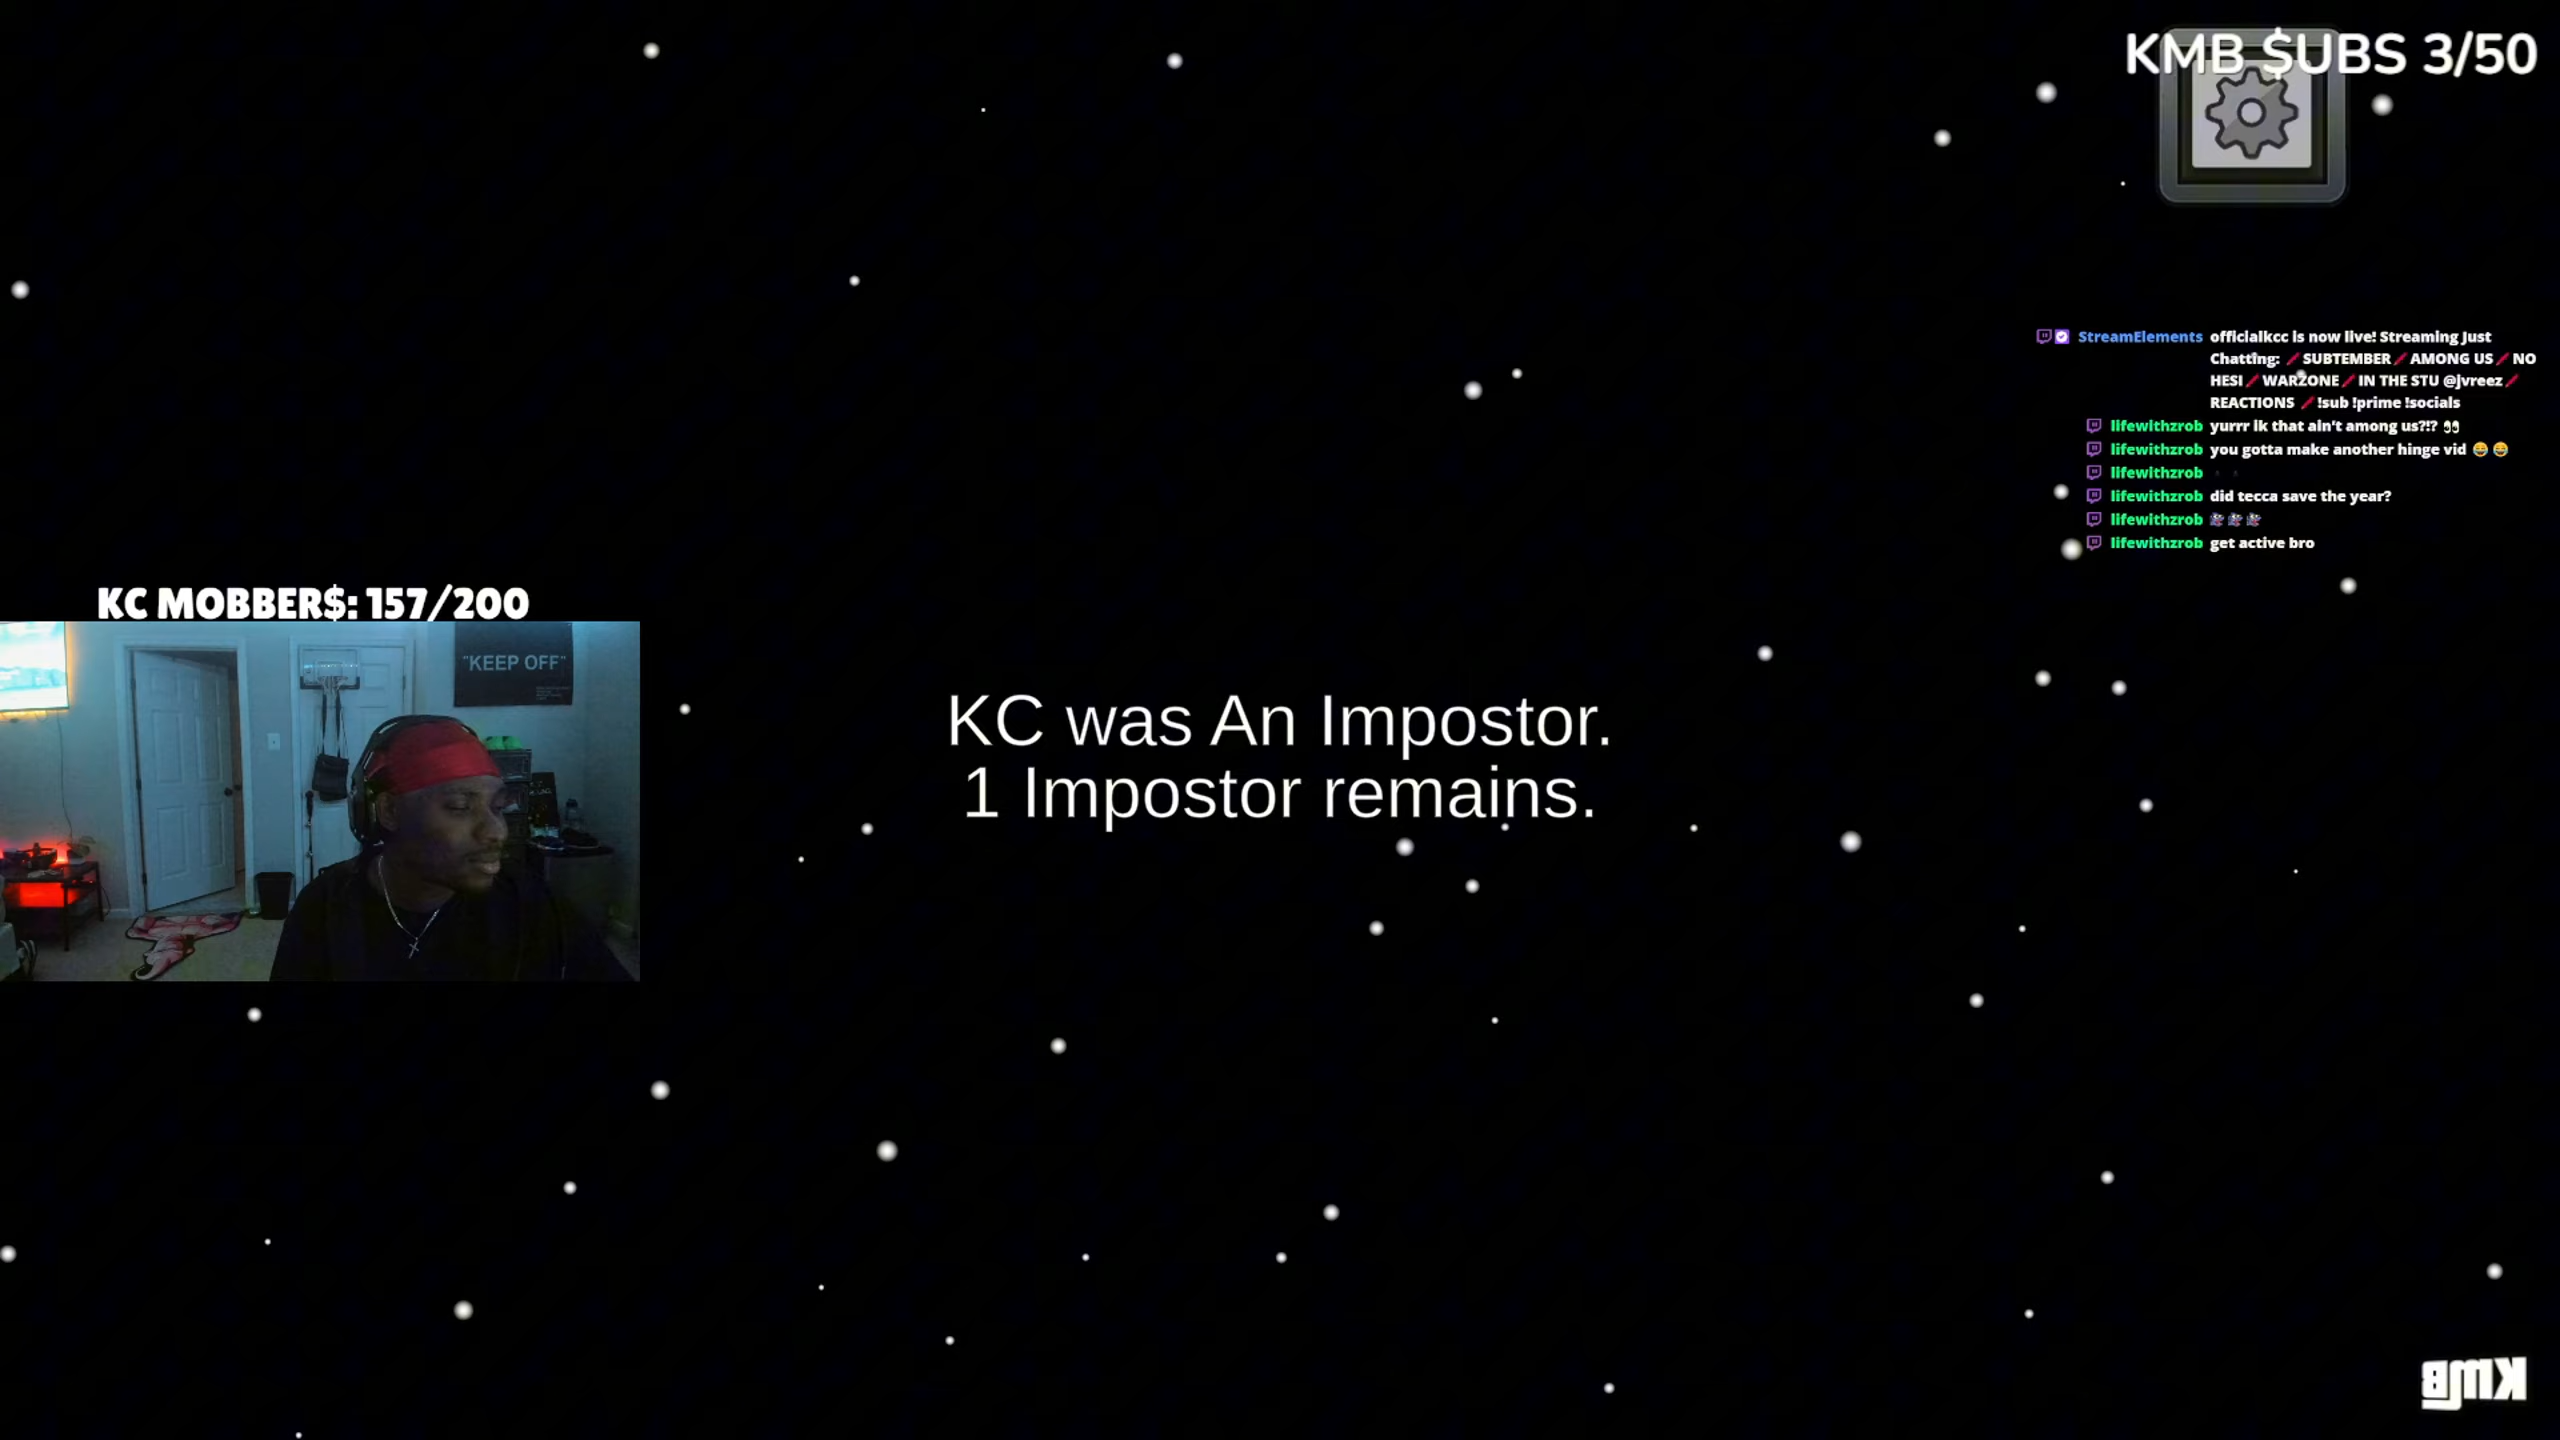 KMB $UBS 3/50
StreamElements officialkcc is now live! Streaming Just
Chatting: SUBTEMBER AMONG US NO
HESI WARZONE IN THE STU @jvreez
REACTIONS !sub !prime !socials
lifewithzrob yurrr ik that ain't among us?!? 👀
lifewithzrob you gotta make another hinge vid 😂 😂
lifewithzrob
lifewithzrob did tecca save the year?
lifewithzrob
lifewithzrob get active bro
KC MOBBER$: 157/200
"KEEP OFF"
KC was An Impostor.
1 Impostor remains.
KMB